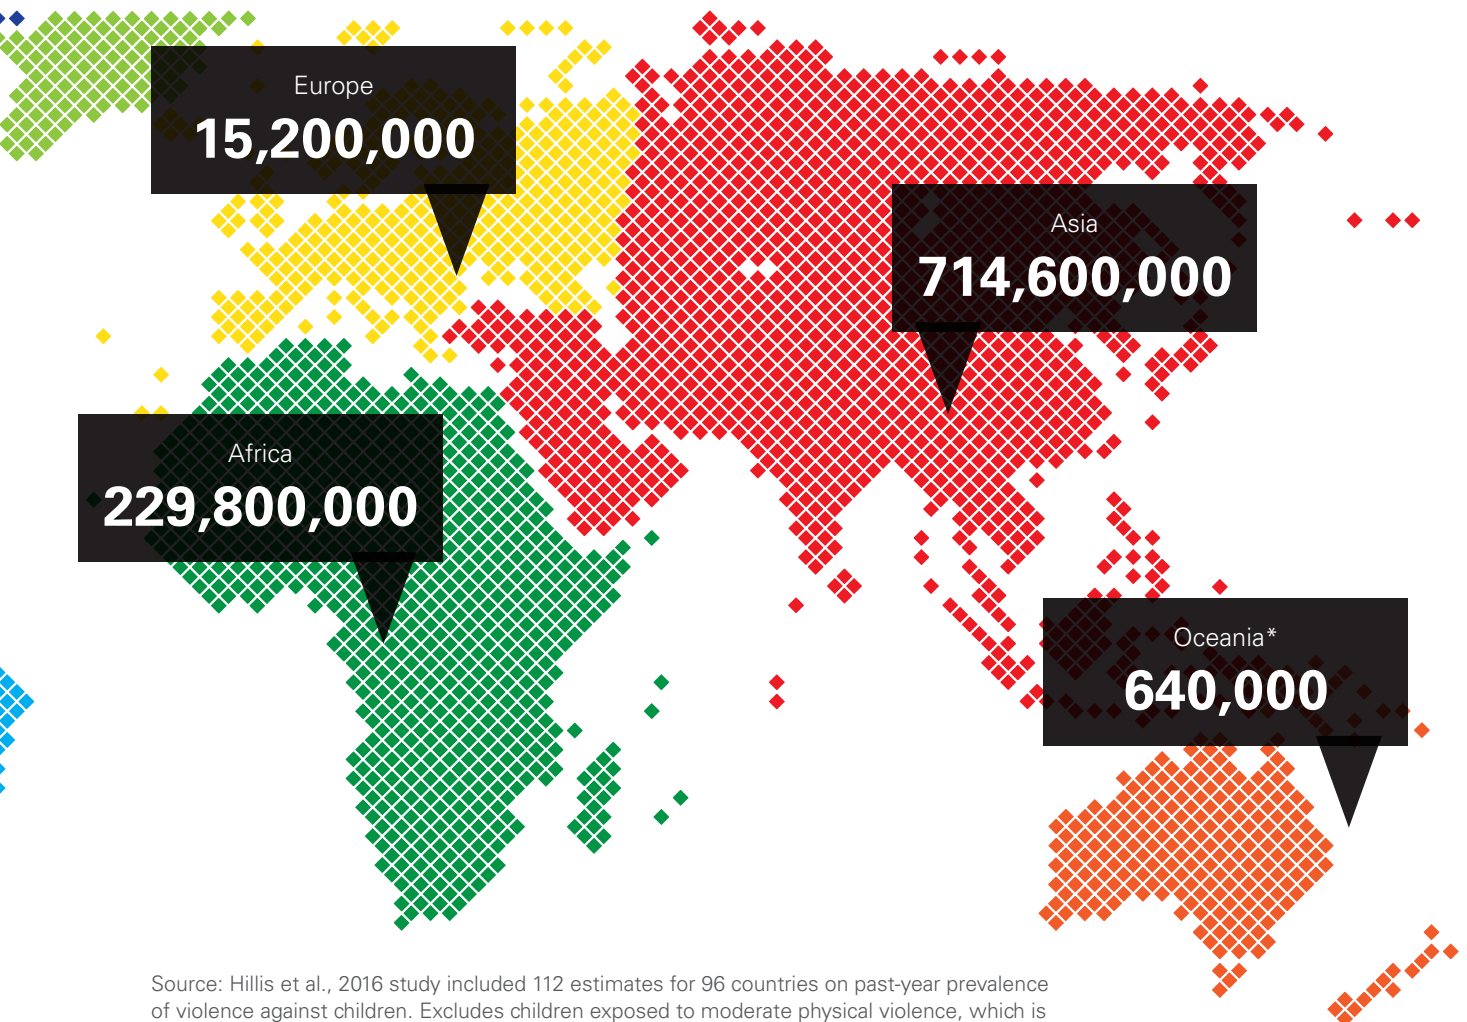 Europe
15,200,000
Asia
714,600,000
Africa
229,800,000
Oceania*
640,000
Source: Hillis et al., 2016 study included 112 estimates for 96 countries on past-year prevalence
of violence against children. Excludes children exposed to moderate physical violence, which is